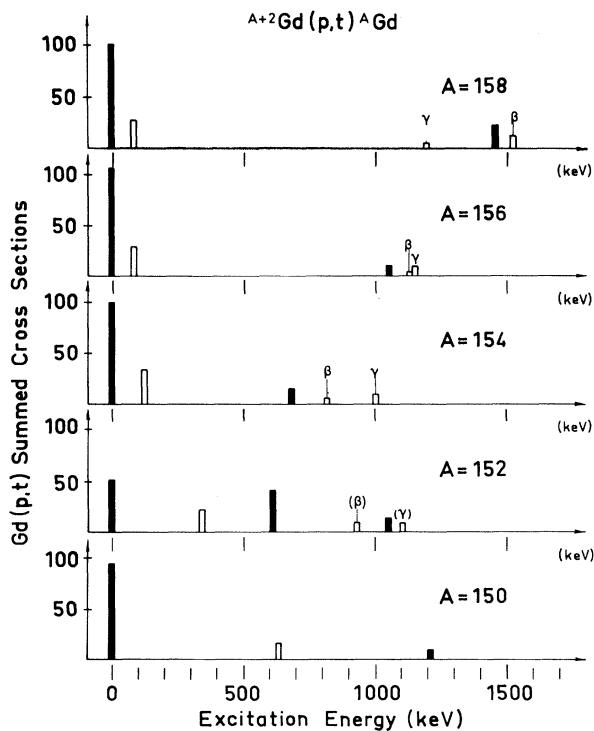 A+2Gd(p,t)AGd
100
50
A=158
γ
β
(keV)
100
50
A=156
β
γ
(keV)
100
50
A=154
β
γ
(keV)
100
50
A=152
(β)
(γ)
(keV)
100
50
A=150
0 500 1000 1500
Excitation Energy (keV)
Gd(p,t) Summed Cross Sections